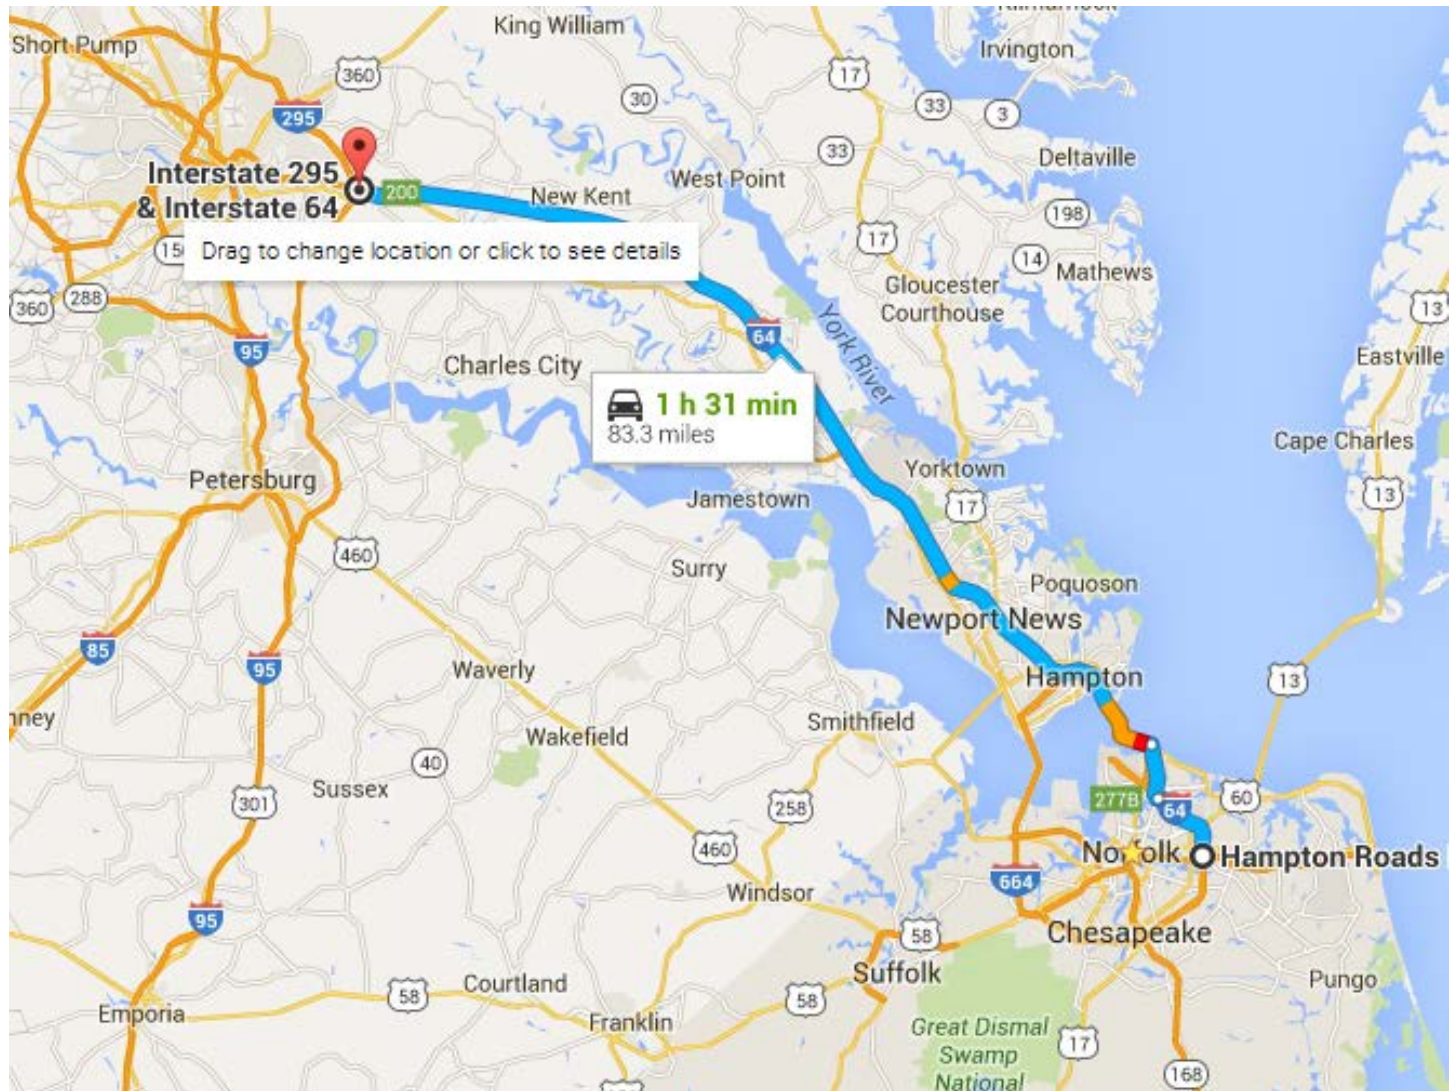 Kilmarnock
King William
Short Pump
Irvington
360
17
30
33
3
295
33
Deltaville
Interstate 295
& Interstate 64
200
New Kent
West Point
198
17
14
Mathews
Drag to change location or click to see details
Gloucester
Courthouse
360
288
13
64
York River
95
Eastville
Charles City
1 h 31 min
83.3 miles
Cape Charles
Petersburg
Yorktown
Jamestown
13
17
460
Surry
Poquoson
Newport News
85
95
Waverly
Hampton
13
nney
Smithfield
Wakefield
40
Sussex
301
258
277B
64
60
460
Norfolk
Hampton Roads
664
Windsor
95
58
Chesapeake
Suffolk
Courtland
58
58
Pungo
Emporia
Franklin
Great Dismal
Swamp
National
17
168